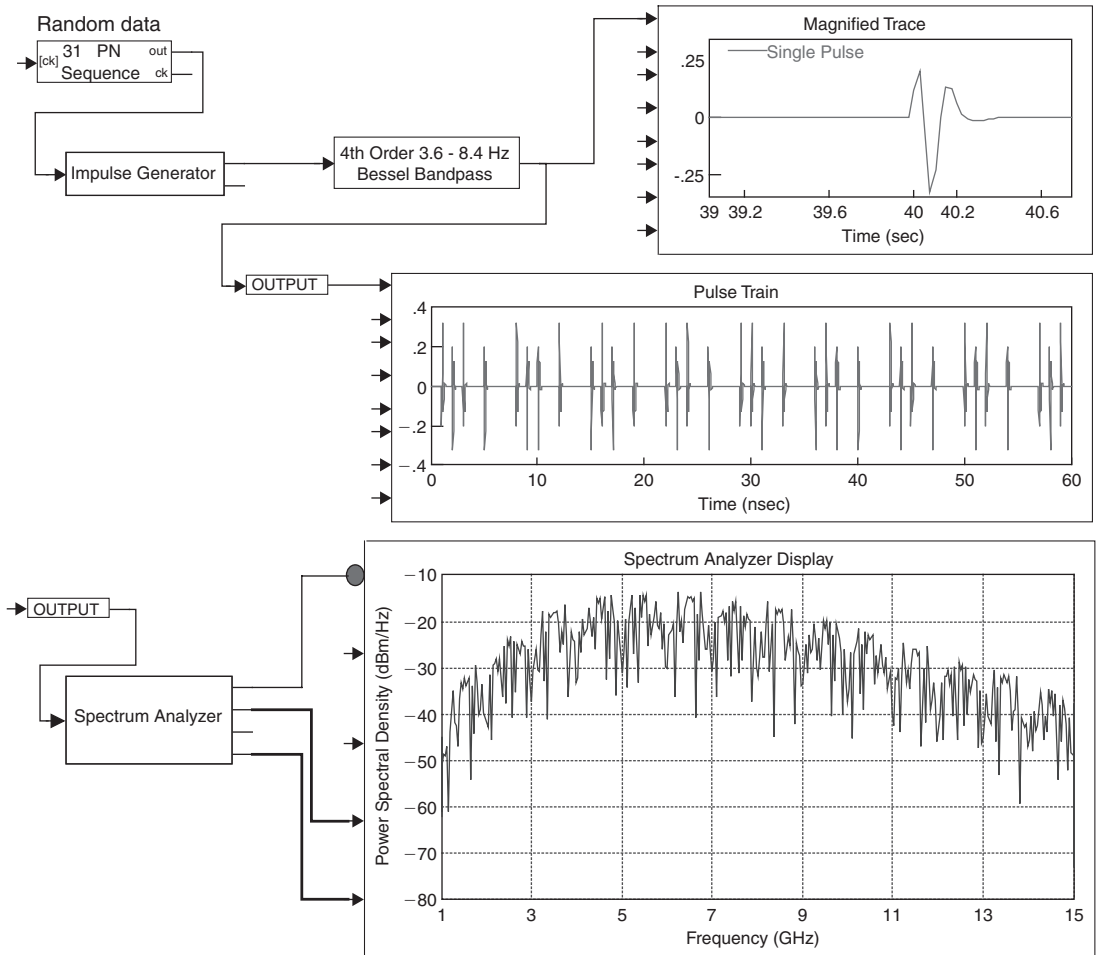 Random data
[ck] 31 PN Sequence out ck
Impulse Generator
4th Order 3.6 - 8.4 Hz
Bessel Bandpass
Magnified Trace
Single Pulse
.25
0
-.25
39 39.2 39.6 40 40.2 40.6
Time (sec)
OUTPUT
Pulse Train
.4
.2
0
−.2
−.4
0 10 20 30 40 50 60
Time (nsec)
OUTPUT
Spectrum Analyzer
Spectrum Analyzer Display
Power Spectral Density (dBm/Hz)
−10
−20
−30
−40
−50
−60
−70
−80
1 3 5 7 9 11 13 15
Frequency (GHz)